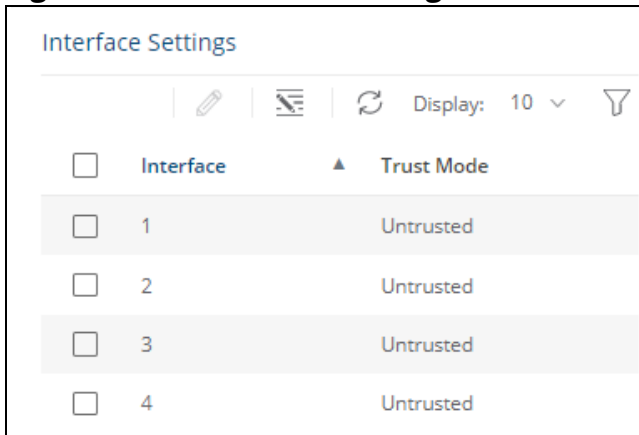 Interface Settings
Display: 10
Interface Trust Mode
1 Untrusted
2 Untrusted
3 Untrusted
4 Untrusted